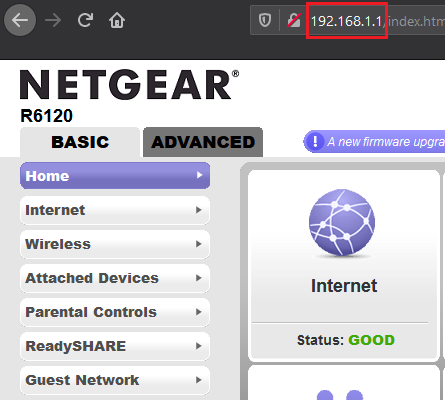 192.168.1.1/index.htm
NETGEAR®
R6120
BASIC
ADVANCED
! A new firmware upgra
Home
Internet
Wireless
Attached Devices
Parental Controls
ReadySHARE
Guest Network
Internet
Status: GOOD